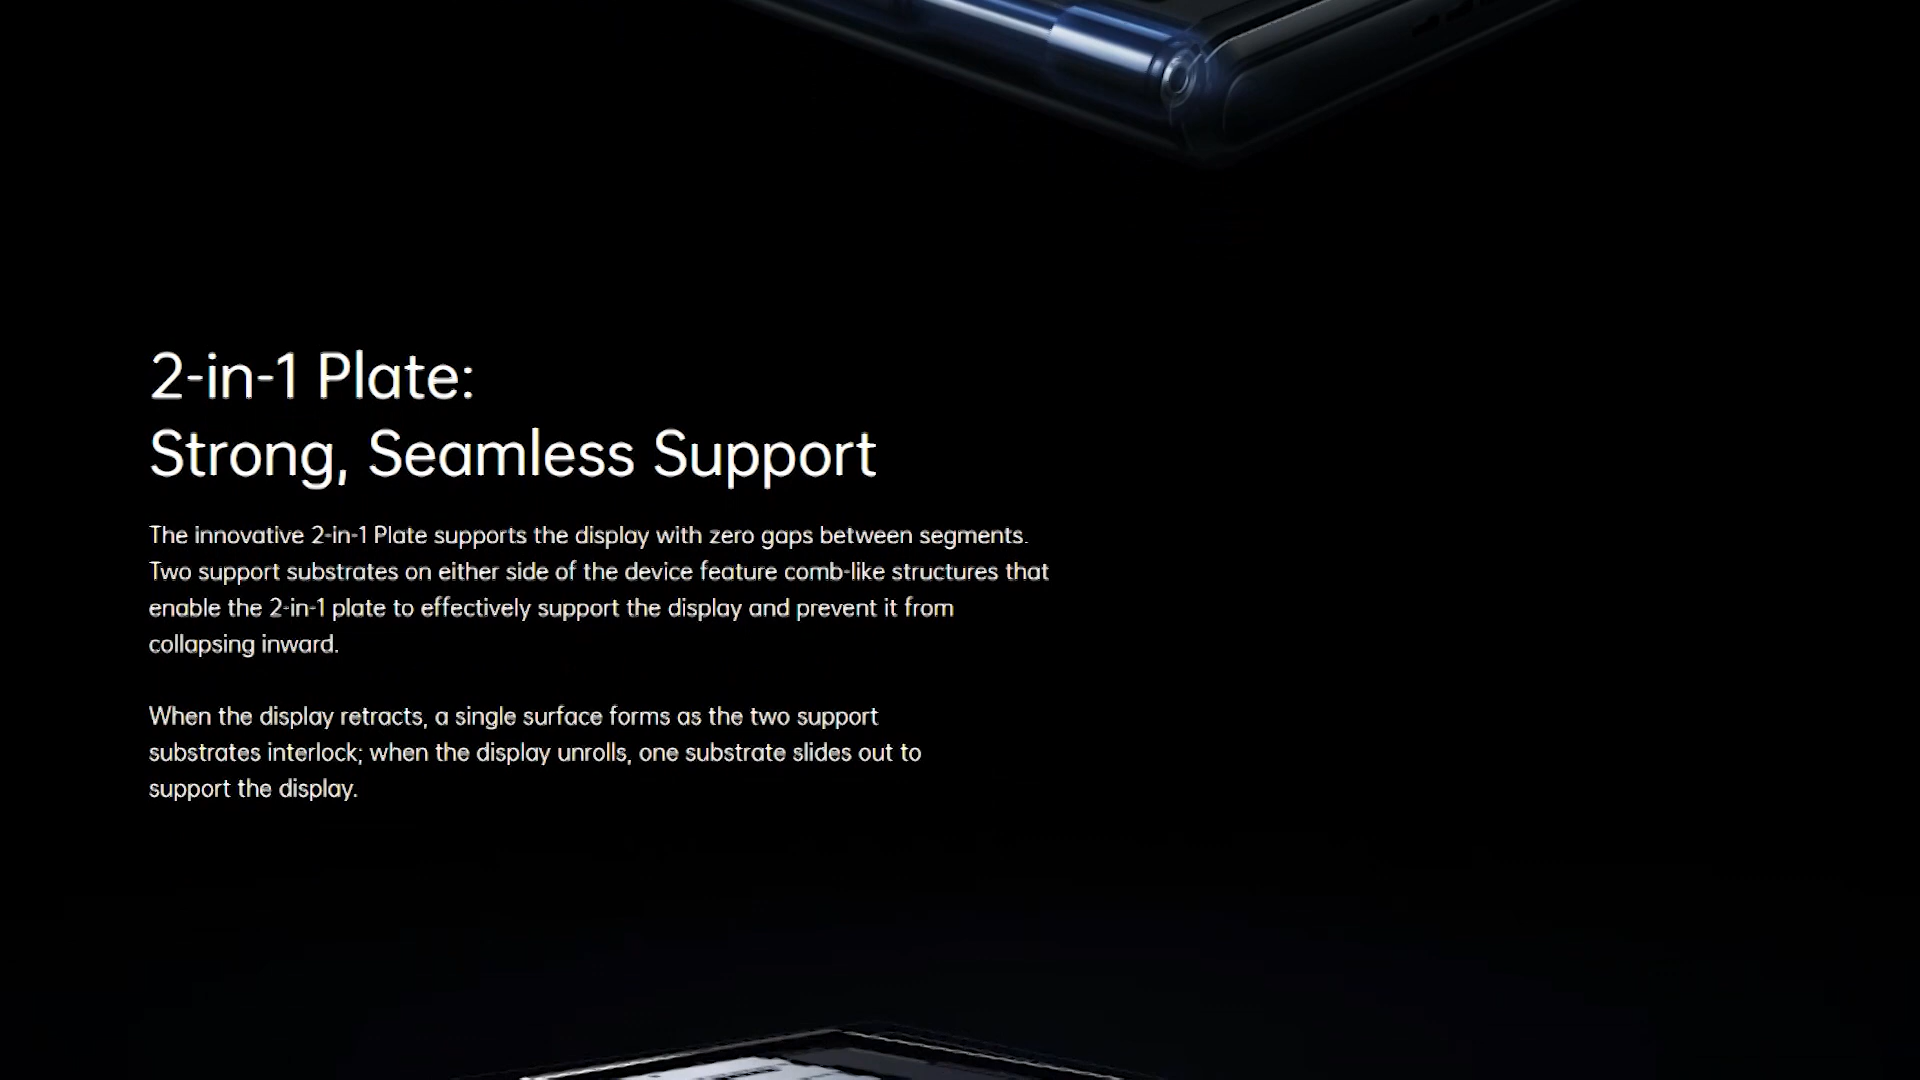 2-in-1 Plate:
Strong, Seamless Support
The innovative 2-in-1 Plate supports the display with zero gaps between segments.
Two support substrates on either side of the device feature comb-like structures that
enable the 2-in-1 plate to effectively support the display and prevent it from
collapsing inward.
When the display retracts, a single surface forms as the two support
substrates interlock; when the display unrolls, one substrate slides out to
support the display.